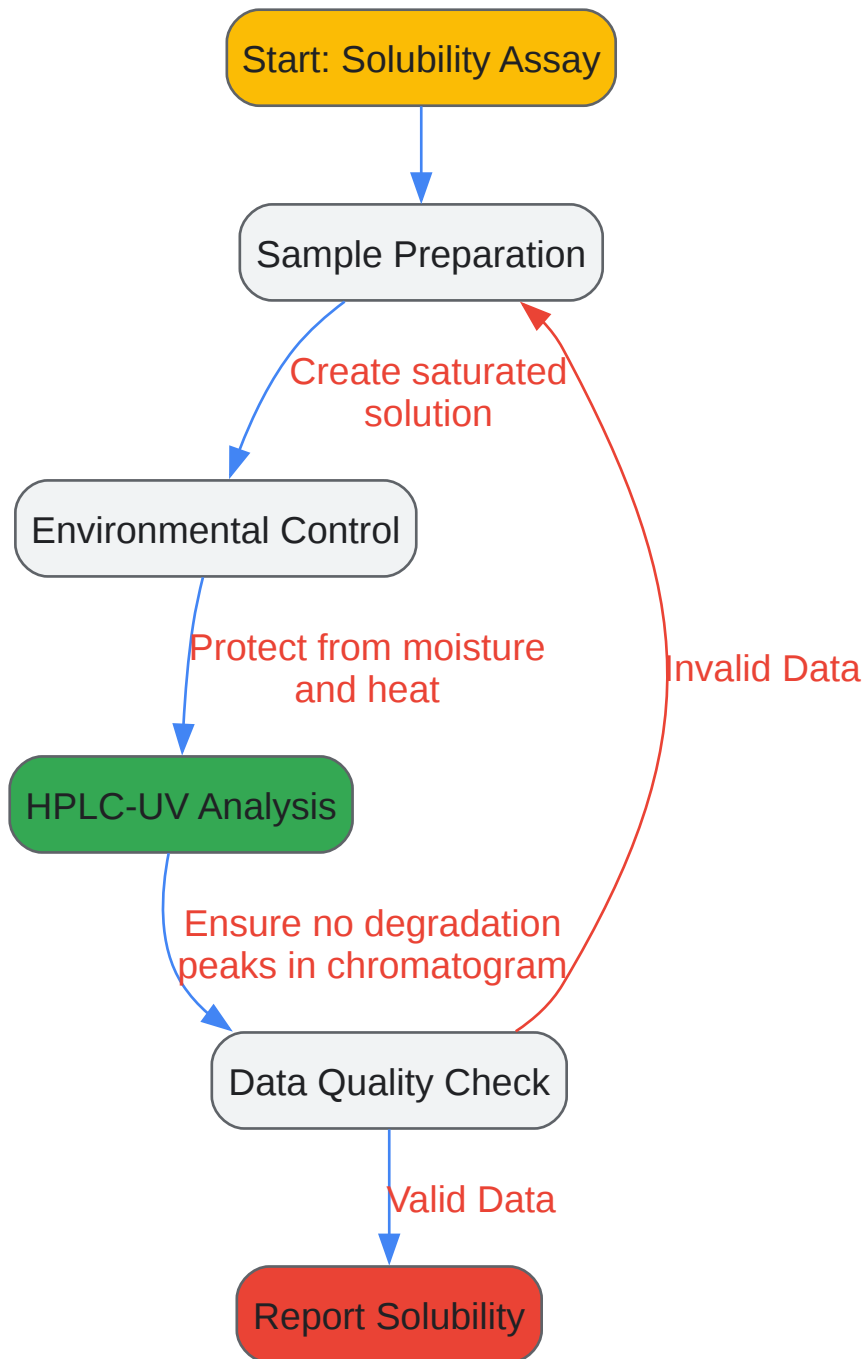 Start: Solubility Assay
Sample Preparation
Create saturated
solution
Environmental Control
Protect from moisture
and heat
Invalid Data
HPLC-UV Analysis
Ensure no degradation
peaks in chromatogram
Data Quality Check
Valid Data
Report Solubility